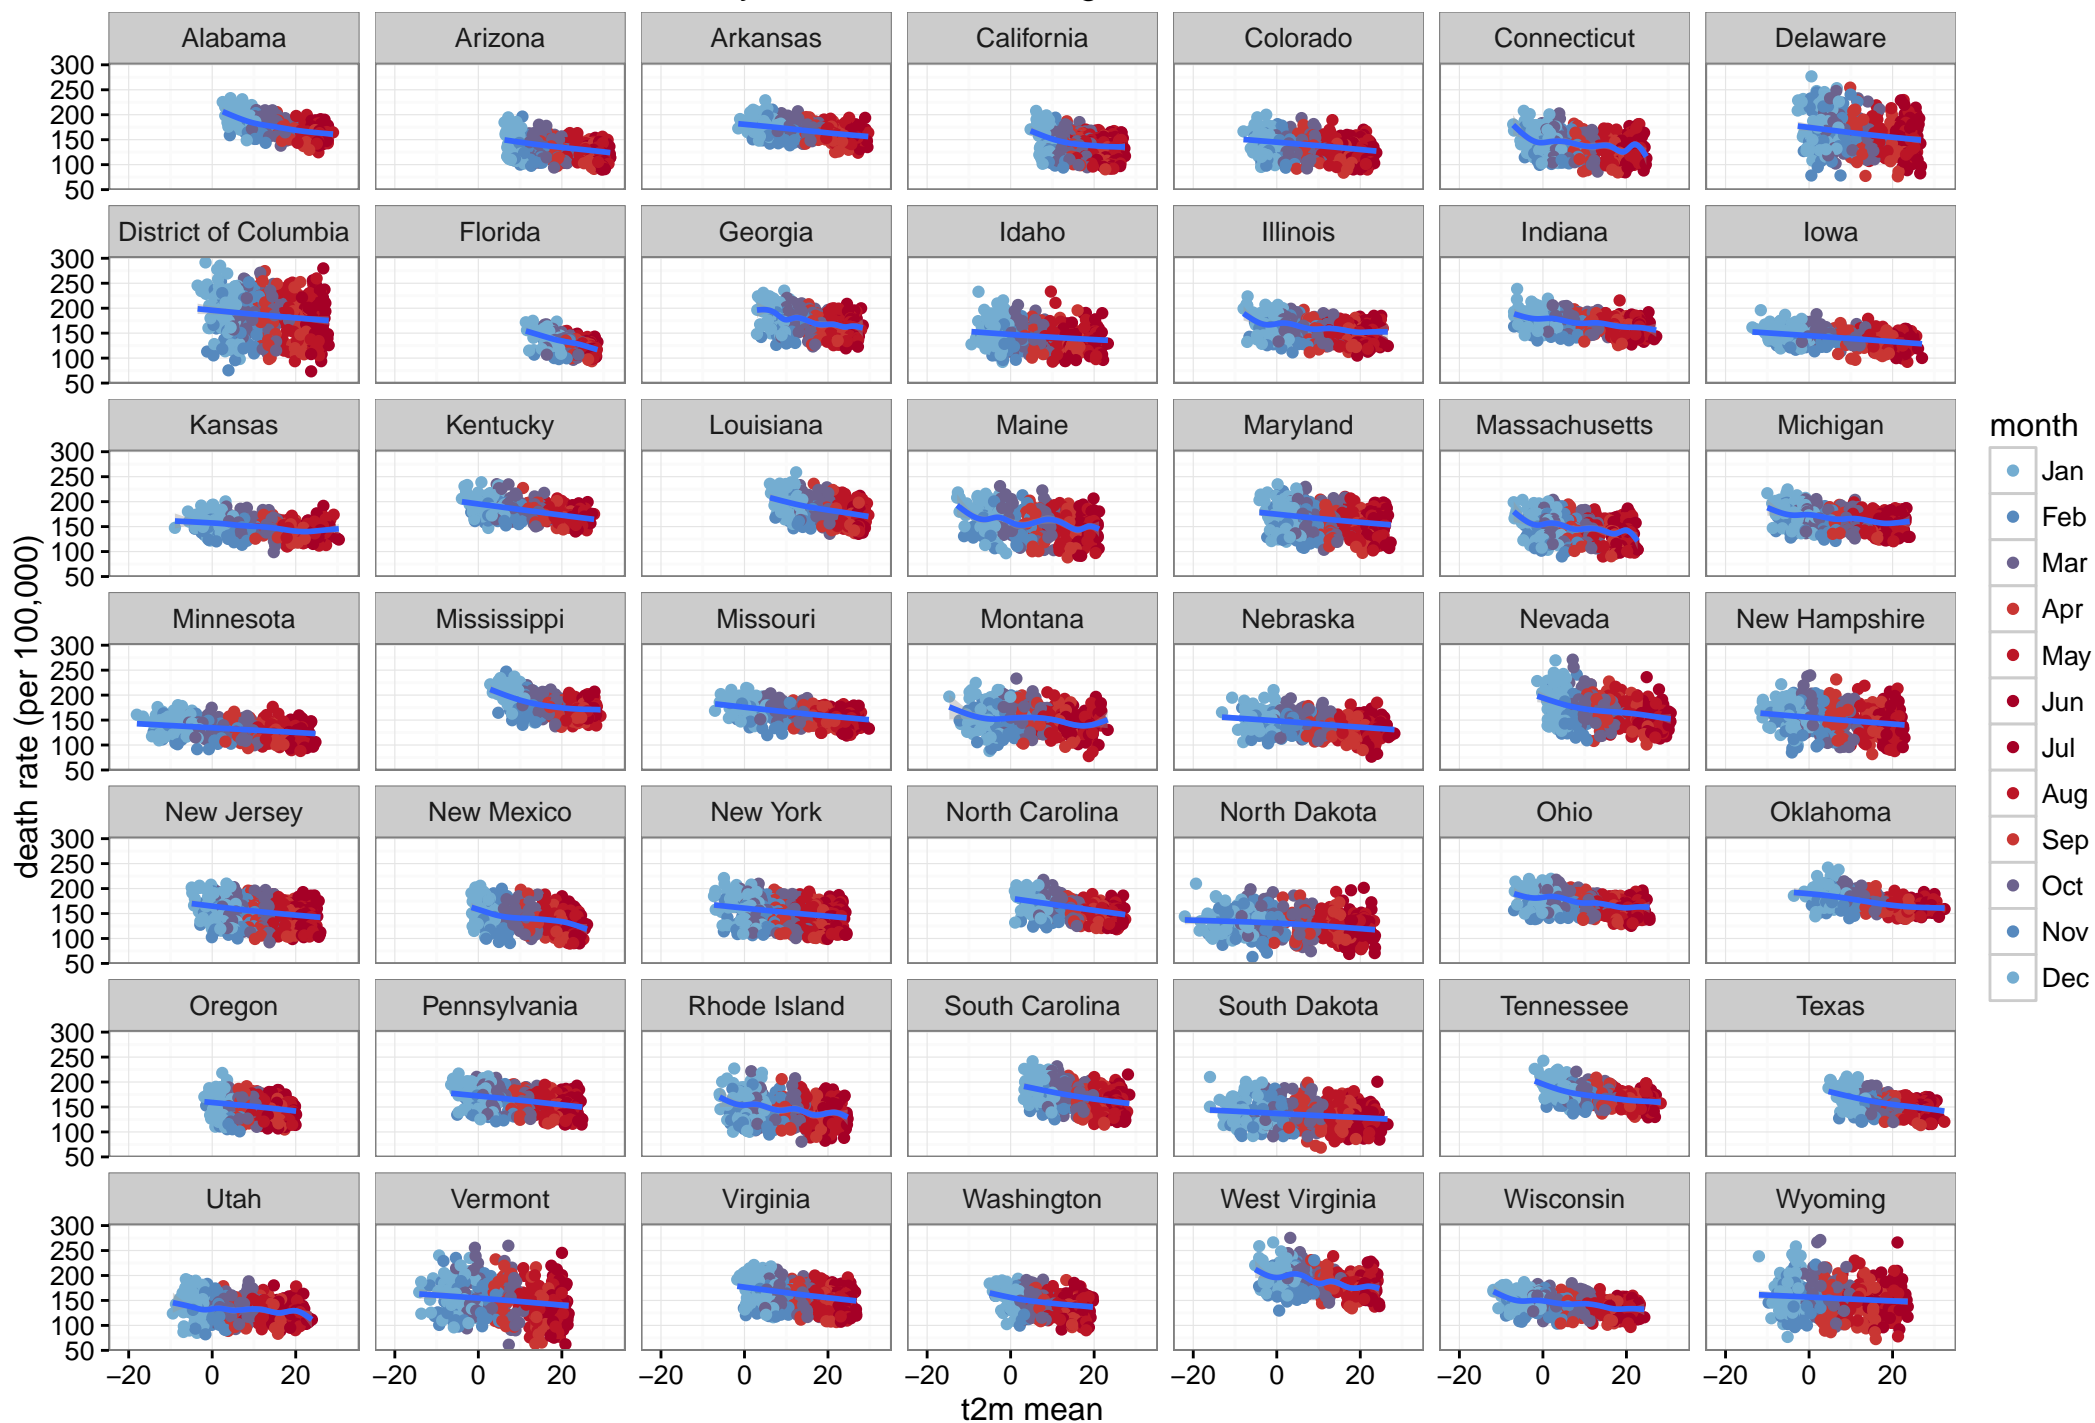 Alabama Arizona Arkansas California Colorado Connecticut Delaware
300
250
200
150
100
50
District of Columbia Florida Georgia Idaho Illinois Indiana Iowa
300
250
200
150
100
50
Kansas Kentucky Louisiana Maine Maryland Massachusetts Michigan
300
250
200
150
100
50
Minnesota Mississippi Missouri Montana Nebraska Nevada New Hampshire
300
250
200
150
100
50
New Jersey New Mexico New York North Carolina North Dakota Ohio Oklahoma
300
250
200
150
100
50
Oregon Pennsylvania Rhode Island South Carolina South Dakota Tennessee Texas
300
250
200
150
100
50
Utah Vermont Virginia Washington West Virginia Wisconsin Wyoming
300
250
200
150
100
50
−20 0 20 −20 0 20 −20 0 20 −20 0 20 −20 0 20 −20 0 20 −20 0 20
t2m mean
death rate (per 100,000)
month
Jan
Feb
Mar
Apr
May
Jun
Jul
Aug
Sep
Oct
Nov
Dec